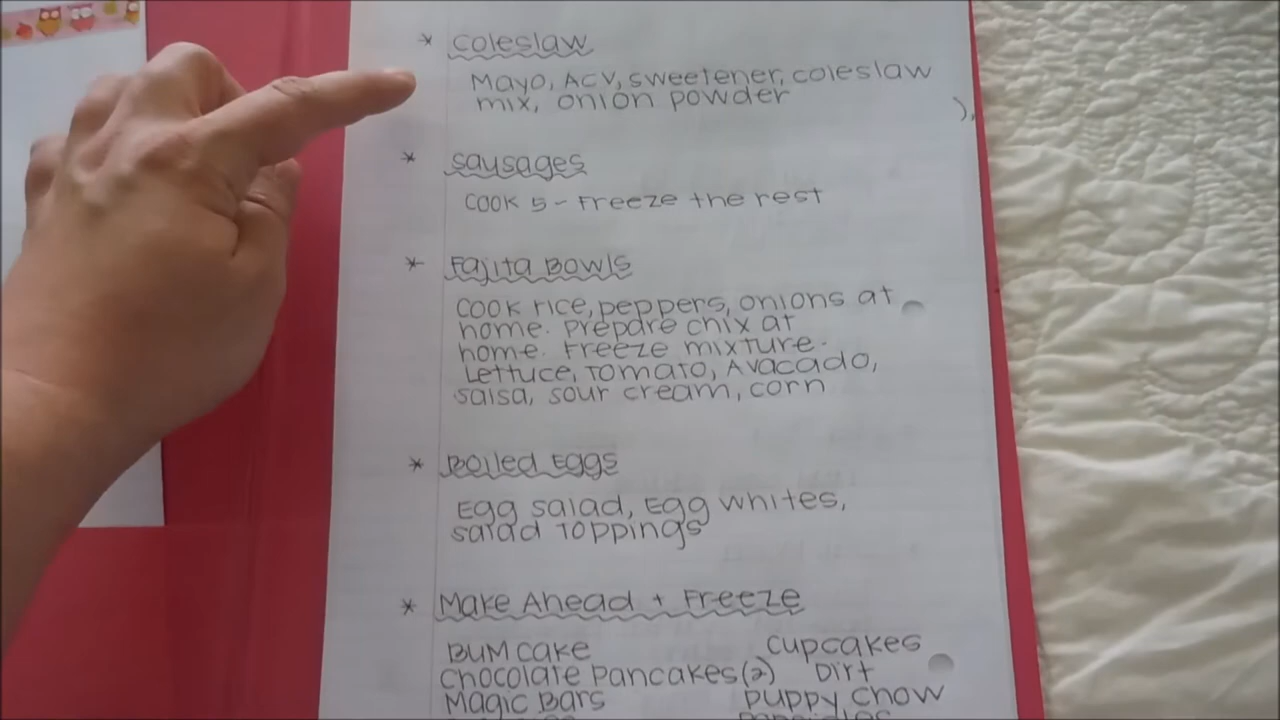 * Coleslaw
Mayo, ACV, sweetener, coleslaw
mix, onion powder
),
* Sausages
Cook 5 - Freeze the rest
* Fajita Bowls
Cook rice, peppers, onions at
home. Prepare chix at
home. Freeze mixture.
Lettuce, Tomato, Avacado,
salsa, sour cream, corn
* Boiled Eggs
Egg salad, Egg whites,
salad Toppings
* Make Ahead + Freeze
BUM cake Cupcakes
Chocolate Pancakes (2) Dirt
Magic Bars Puppy Chow